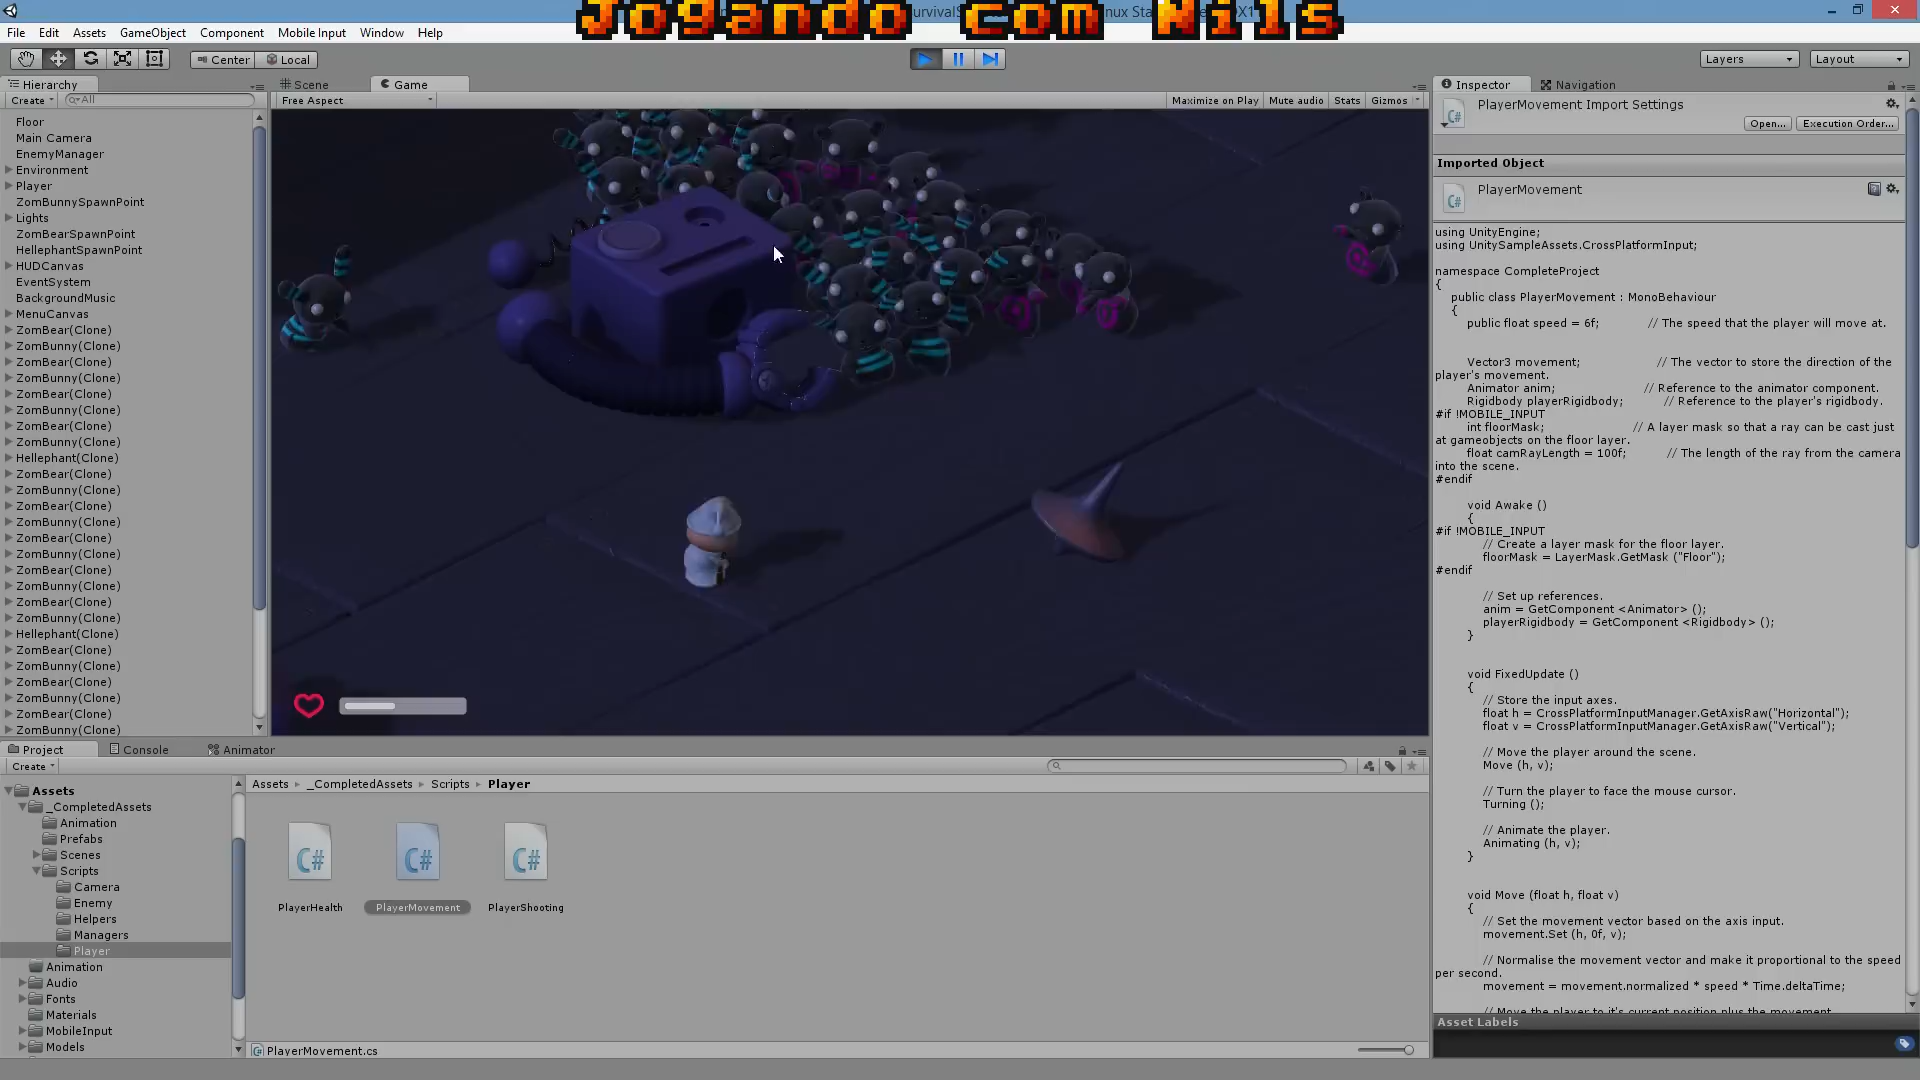 Jogando com Nils
File Edit Assets GameObject Component Mobile Input Window Help
Center Local Layers Layout
Hierarchy
Create All
Floor
Main Camera
EnemyManager
Environment
Player
ZomBunnySpawnPoint
Lights
ZomBearSpawnPoint
HellephantSpawnPoint
HUDCanvas
EventSystem
BackgroundMusic
MenuCanvas
ZomBear(Clone)
ZomBunny(Clone)
ZomBear(Clone)
ZomBunny(Clone)
ZomBear(Clone)
ZomBunny(Clone)
ZomBear(Clone)
ZomBunny(Clone)
Hellephant(Clone)
ZomBear(Clone)
ZomBunny(Clone)
ZomBear(Clone)
ZomBunny(Clone)
ZomBear(Clone)
ZomBunny(Clone)
ZomBear(Clone)
ZomBunny(Clone)
ZomBear(Clone)
ZomBunny(Clone)
Hellephant(Clone)
ZomBear(Clone)
ZomBunny(Clone)
ZomBear(Clone)
ZomBunny(Clone)
ZomBear(Clone)
ZomBunny(Clone)
Scene Game
Free Aspect Maximize on Play Mute audio Stats Gizmos
Inspector Navigation
PlayerMovement Import Settings
Open... Execution Order...
Imported Object
PlayerMovement
using UnityEngine;
using UnitySampleAssets.CrossPlatformInput;
namespace CompleteProject
{
public class PlayerMovement : MonoBehaviour
{
public float speed = 6f; // The speed that the player will move at.
Vector3 movement; // The vector to store the direction of the
player's movement.
Animator anim; // Reference to the animator component.
Rigidbody playerRigidbody; // Reference to the player's rigidbody.
#if !MOBILE_INPUT
int floorMask; // A layer mask so that a ray can be cast just
at gameobjects on the floor layer.
float camRayLength = 100f; // The length of the ray from the camera
into the scene.
#endif
void Awake ()
{
#if !MOBILE_INPUT
// Create a layer mask for the floor layer.
floorMask = LayerMask.GetMask ("Floor");
#endif
// Set up references.
anim = GetComponent <Animator> ();
playerRigidbody = GetComponent <Rigidbody> ();
}
void FixedUpdate ()
{
// Store the input axes.
float h = CrossPlatformInputManager.GetAxisRaw("Horizontal");
float v = CrossPlatformInputManager.GetAxisRaw("Vertical");
// Move the player around the scene.
Move (h, v);
// Turn the player to face the mouse cursor.
Turning ();
// Animate the player.
Animating (h, v);
}
void Move (float h, float v)
{
// Set the movement vector based on the axis input.
movement.Set (h, 0f, v);
// Normalise the movement vector and make it proportional to the speed
per second.
movement = movement.normalized * speed * Time.deltaTime;
// Move the player to it's current position plus the movement.
Asset Labels
Project Console Animator
Create
Assets
_CompletedAssets
Animation
Prefabs
Scenes
Scripts
Camera
Enemy
Helpers
Managers
Player
Animation
Audio
Fonts
Materials
MobileInput
Models
Assets _CompletedAssets Scripts Player
C# C# C#
PlayerHealth PlayerMovement PlayerShooting
PlayerMovement.cs